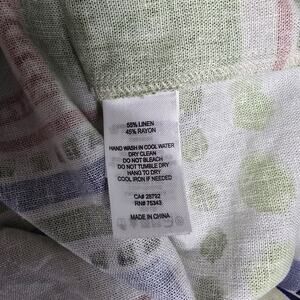 55% LINEN
45% RAYON
HAND WASH IN COOL WATER
DRY CLEAN
DO NOT BLEACH
DO NOT TUMBLE DRY
HANG TO DRY
COOL IRON IF NEEDED
CA# 28792
RN# 75343
MADE IN CHINA